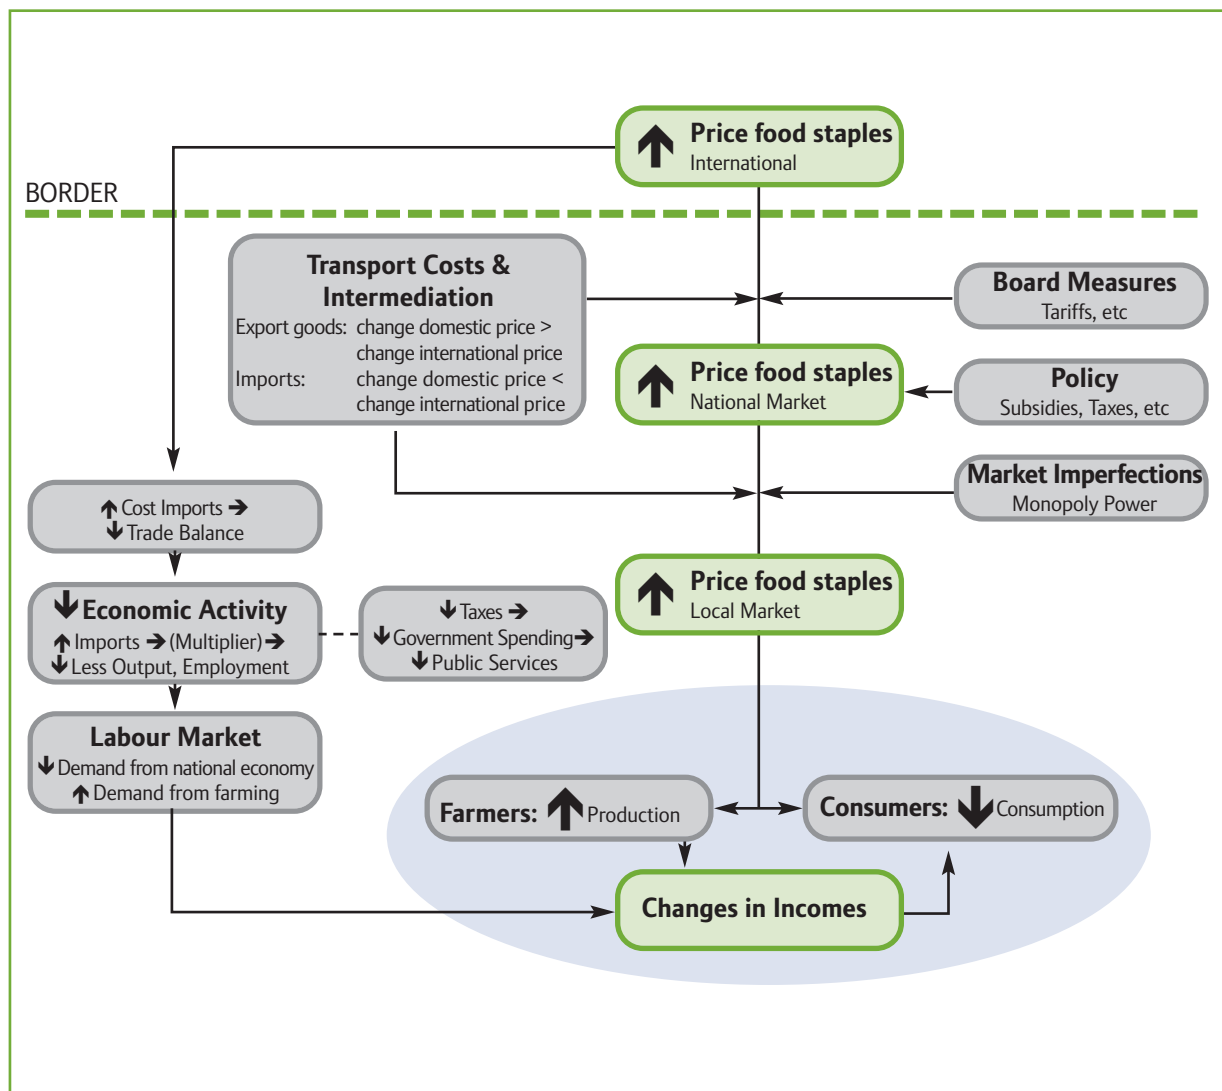 Price food staples
International
BORDER
Transport Costs &
Intermediation
Export goods: change domestic price >
change international price
Imports: change domestic price <
change international price
Board Measures
Tariffs, etc
Price food staples
National Market
Policy
Subsidies, Taxes, etc
Market Imperfections
Monopoly Power
↑ Cost Imports →
↓ Trade Balance
Price food staples
Local Market
↓ Economic Activity
↑ Imports → (Multiplier) →
↓ Less Output, Employment
↓ Taxes →
↓ Government Spending →
↓ Public Services
Labour Market
↓ Demand from national economy
↑ Demand from farming
Farmers: ↑ Production
Consumers: ↓ Consumption
Changes in Incomes